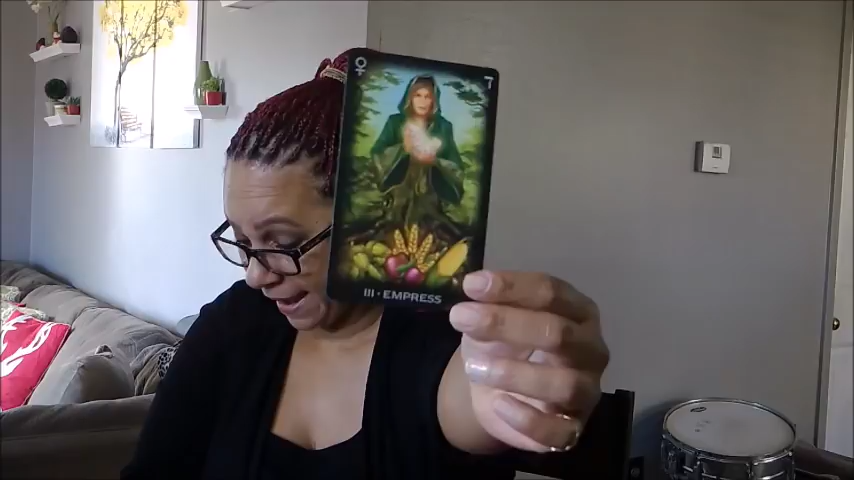 ♀ ד
III • EMPRESS